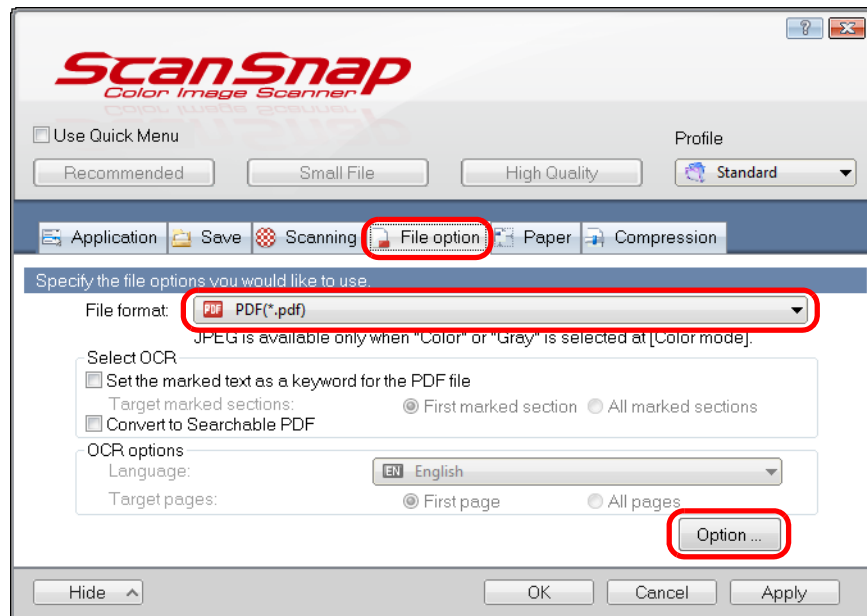 ScanSnap
Color Image Scanner
Use Quick Menu
Profile
Recommended Small File High Quality Standard
Application Save Scanning File option Paper Compression
Specify the file options you would like to use.
File format: PDF PDF(*.pdf)
JPEG is available only when "Color" or "Gray" is selected at [Color mode].
Select OCR
Set the marked text as a keyword for the PDF file
Target marked sections: First marked section All marked sections
Convert to Searchable PDF
OCR options
Language: EN English
Target pages: First page All pages
Option ...
Hide OK Cancel Apply